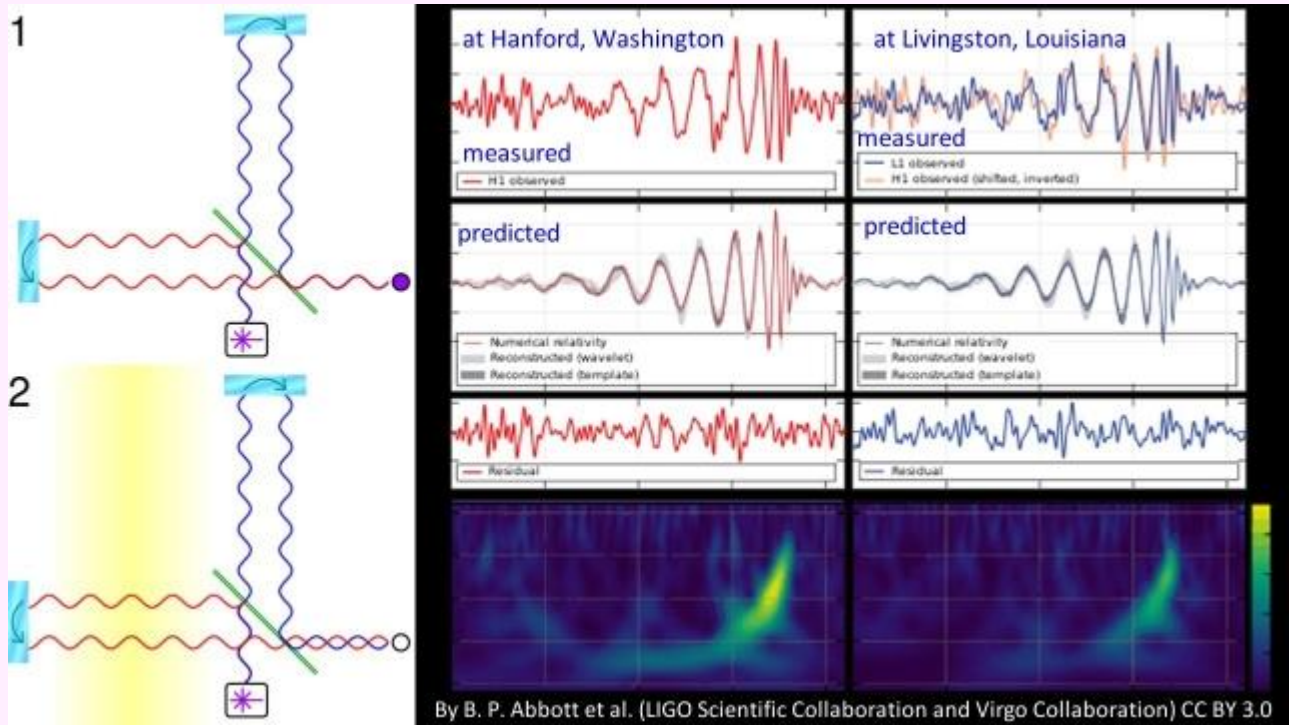 1
2
at Hanford, Washington
measured
H1 observed
at Livingston, Louisiana
measured
L1 observed
H1 observed (shifted, inverted)
predicted
Numerical relativity
Reconstructed (wavelet)
Reconstructed (template)
predicted
Numerical relativity
Reconstructed (wavelet)
Reconstructed (template)
Residual
Residual
By B. P. Abbott et al. (LIGO Scientific Collaboration and Virgo Collaboration) CC BY 3.0